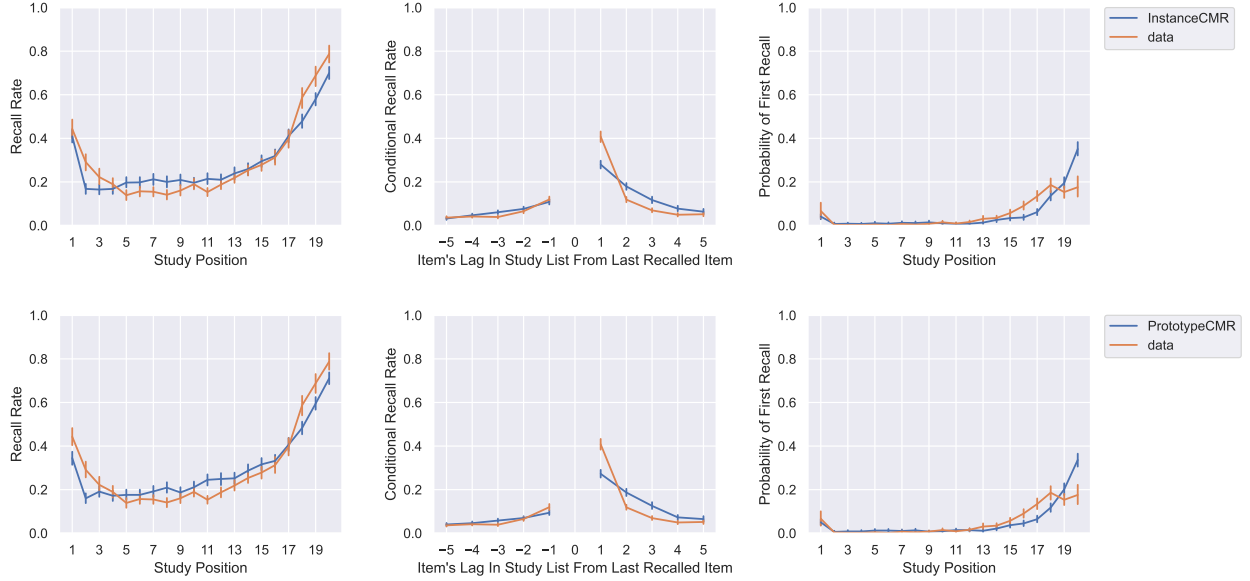 1.0
0.8
0.6
0.4
0.2
0.0
Recall Rate
1 3 5 7 9 11 13 15 17 19
Study Position
1.0
0.8
0.6
0.4
0.2
0.0
Conditional Recall Rate
−5 −4 −3 −2 −1 0 1 2 3 4 5
Item's Lag In Study List From Last Recalled Item
1.0
0.8
0.6
0.4
0.2
0.0
Probability of First Recall
1 3 5 7 9 11 13 15 17 19
Study Position
InstanceCMR
data
1.0
0.8
0.6
0.4
0.2
0.0
Recall Rate
1 3 5 7 9 11 13 15 17 19
Study Position
1.0
0.8
0.6
0.4
0.2
0.0
Conditional Recall Rate
−5 −4 −3 −2 −1 0 1 2 3 4 5
Item's Lag In Study List From Last Recalled Item
1.0
0.8
0.6
0.4
0.2
0.0
Probability of First Recall
1 3 5 7 9 11 13 15 17 19
Study Position
PrototypeCMR
data